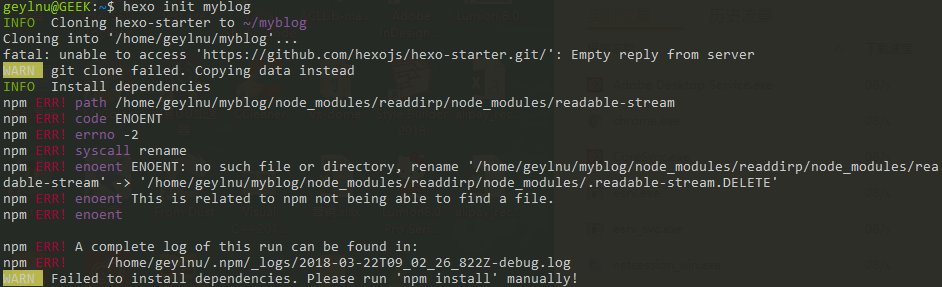 geylnu@GEEK:~$ hexo init myblog
INFO  Cloning hexo-starter to ~/myblog
Cloning into '/home/geylnu/myblog'...
fatal: unable to access 'https://github.com/hexojs/hexo-starter.git/': Empty reply from server
WARN  git clone failed. Copying data instead
INFO  Install dependencies
npm ERR! path /home/geylnu/myblog/node_modules/readdirp/node_modules/readable-stream
npm ERR! code ENOENT
npm ERR! errno -2
npm ERR! syscall rename
npm ERR! enoent ENOENT: no such file or directory, rename '/home/geylnu/myblog/node_modules/readdirp/node_modules/rea
dable-stream' -> '/home/geylnu/myblog/node_modules/readdirp/node_modules/.readable-stream.DELETE'
npm ERR! enoent This is related to npm not being able to find a file.
npm ERR! enoent
npm ERR! A complete log of this run can be found in:
npm ERR!     /home/geylnu/.npm/_logs/2018-03-22T09_02_26_822Z-debug.log
WARN  Failed to install dependencies. Please run 'npm install' manually!